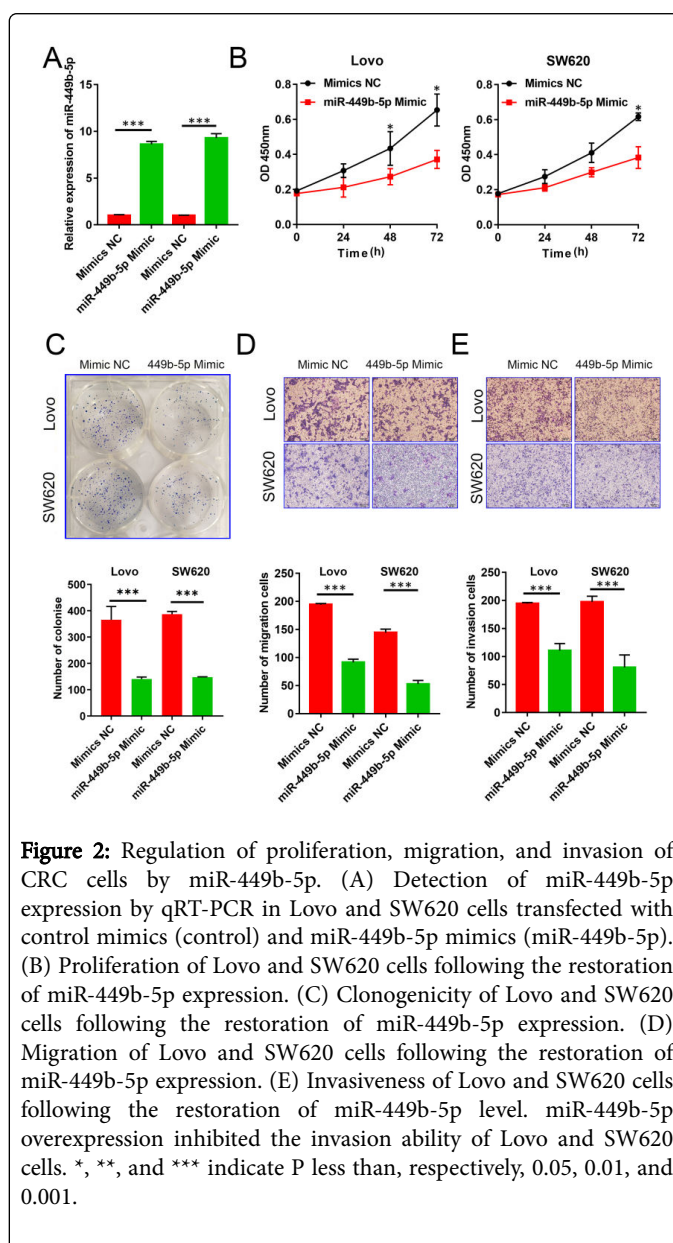 A
B
Relative expression of miR-449b-5p
15
10
5
0
***
***
Mimics NC
miR-449b-5p Mimic
Mimics NC
miR-449b-5p Mimic
Lovo
Mimics NC
miR-449b-5p Mimic
OD 450nm
0.8
0.6
0.4
0.2
0.0
*
*
0 24 48 72
Time (h)
SW620
Mimics NC
miR-449b-5p Mimic
OD 450nm
0.8
0.6
0.4
0.2
0.0
*
0 24 48 72
Time (h)
C
Mimic NC 449b-5p Mimic
Lovo
SW620
D
Mimic NC 449b-5p Mimic
Lovo
SW620
E
Mimic NC 449b-5p Mimic
Lovo
SW620
Number of colonise
500
400
300
200
100
0
Lovo SW620
*** ***
Mimics NC
miR-449b-5p Mimic
Mimics NC
miR-449b-5p Mimic
Number of migration cells
200
150
100
50
0
Lovo SW620
*** ***
Mimics NC
miR-449b-5p Mimic
Mimics NC
miR-449b-5p Mimic
Number of invasion cells
200
150
100
50
0
Lovo SW620
*** ***
Mimics NC
miR-449b-5p Mimic
Mimics NC
miR-449b-5p Mimic
Figure 2: Regulation of proliferation, migration, and invasion of
CRC cells by miR-449b-5p. (A) Detection of miR-449b-5p
expression by qRT-PCR in Lovo and SW620 cells transfected with
control mimics (control) and miR-449b-5p mimics (miR-449b-5p).
(B) Proliferation of Lovo and SW620 cells following the restoration
of miR-449b-5p expression. (C) Clonogenicity of Lovo and SW620
cells following the restoration of miR-449b-5p expression. (D)
Migration of Lovo and SW620 cells following the restoration of
miR-449b-5p expression. (E) Invasiveness of Lovo and SW620 cells
following the restoration of miR-449b-5p level. miR-449b-5p
overexpression inhibited the invasion ability of Lovo and SW620
cells. *, **, and *** indicate P less than, respectively, 0.05, 0.01, and
0.001.